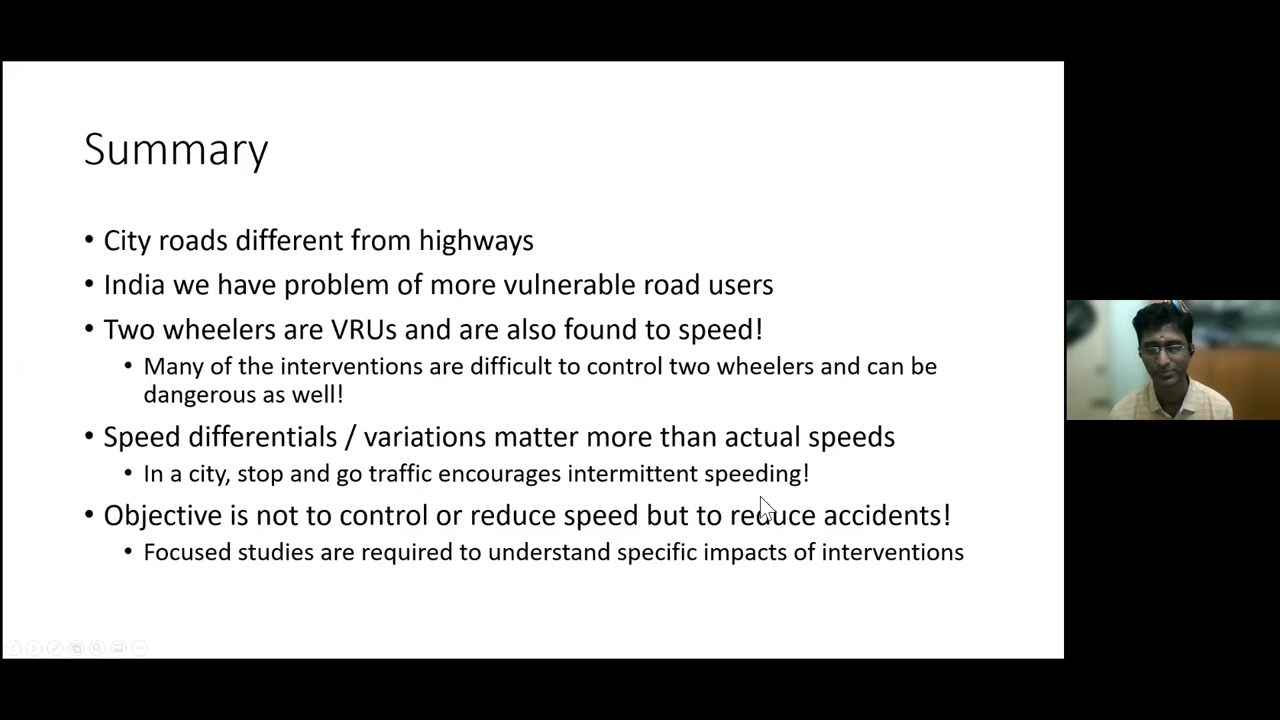 Summary
• City roads different from highways
• India we have problem of more vulnerable road users
• Two wheelers are VRUs and are also found to speed!
• Many of the interventions are difficult to control two wheelers and can be
dangerous as well!
• Speed differentials / variations matter more than actual speeds
• In a city, stop and go traffic encourages intermittent speeding!
• Objective is not to control or reduce speed but to reduce accidents!
• Focused studies are required to understand specific impacts of interventions